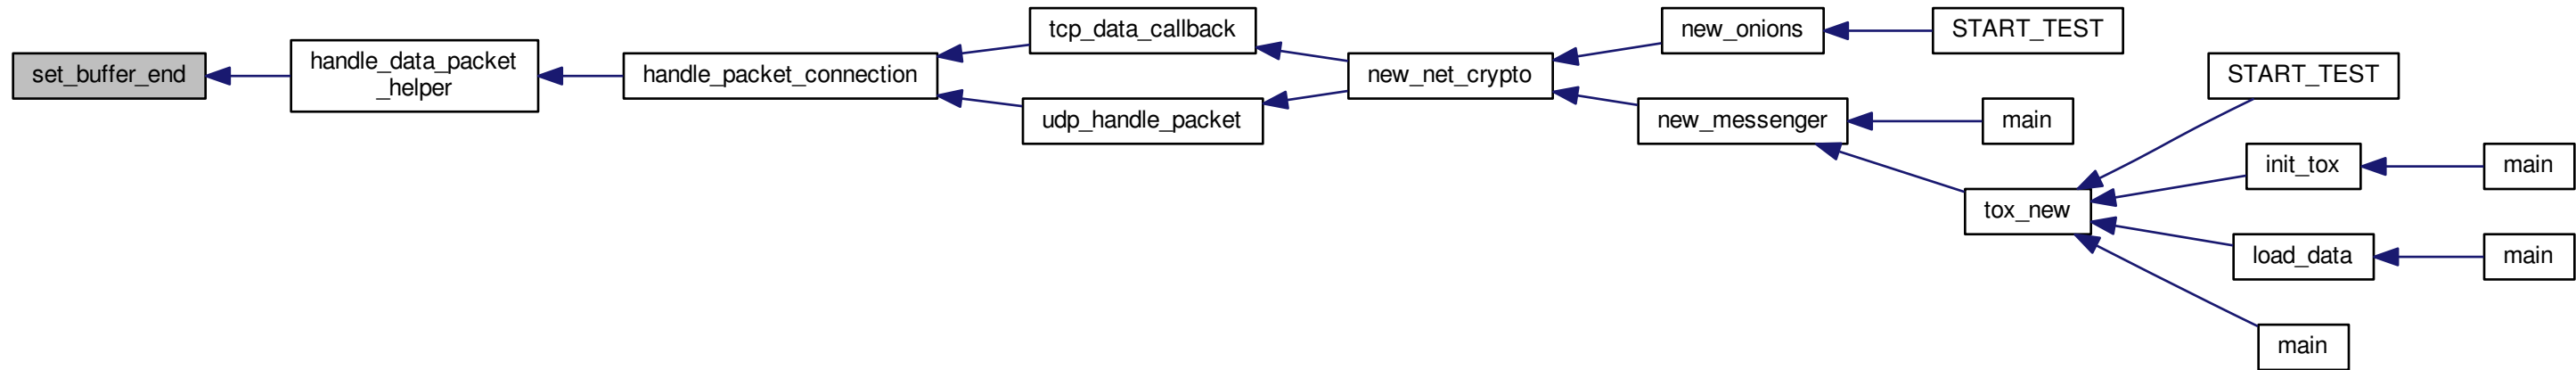 set_buffer_end
handle_data_packet
_helper
handle_packet_connection
tcp_data_callback
udp_handle_packet
new_net_crypto
new_onions
new_messenger
START_TEST
main
tox_new
START_TEST
init_tox
load_data
main
main
main